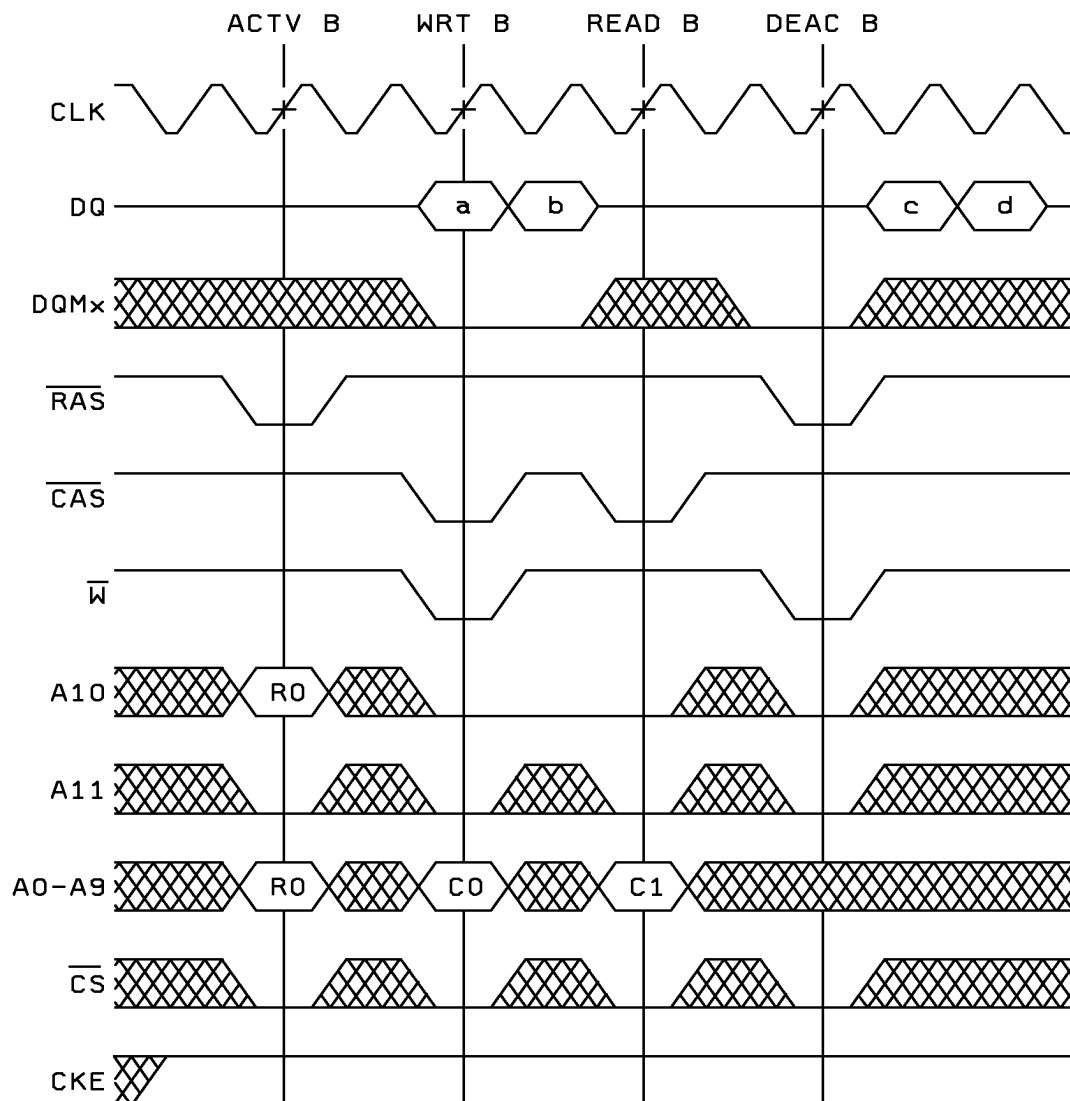 ACTV B WRT B READ B DEAC B
CLK
DQ a b c d
DQMx
RAS
CAS
W
A10 R0
A11
A0-A9 R0 C0 C1
CS
CKE